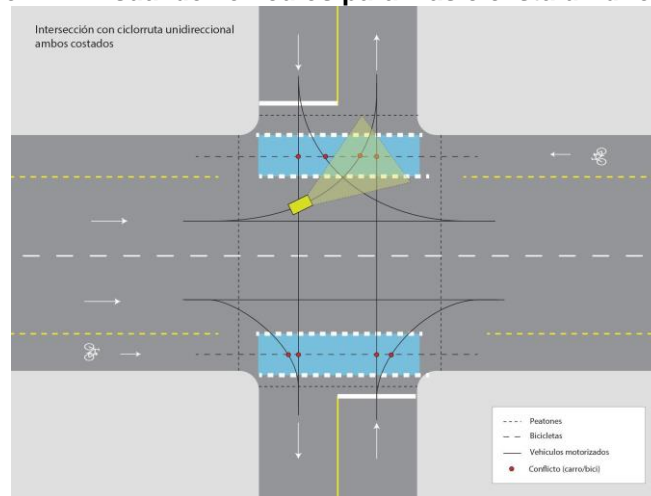 Intersección con ciclorruta unidireccional
ambos costados
Peatones
Bicicletas
Vehículos motorizados
Conflicto (carro/bici)